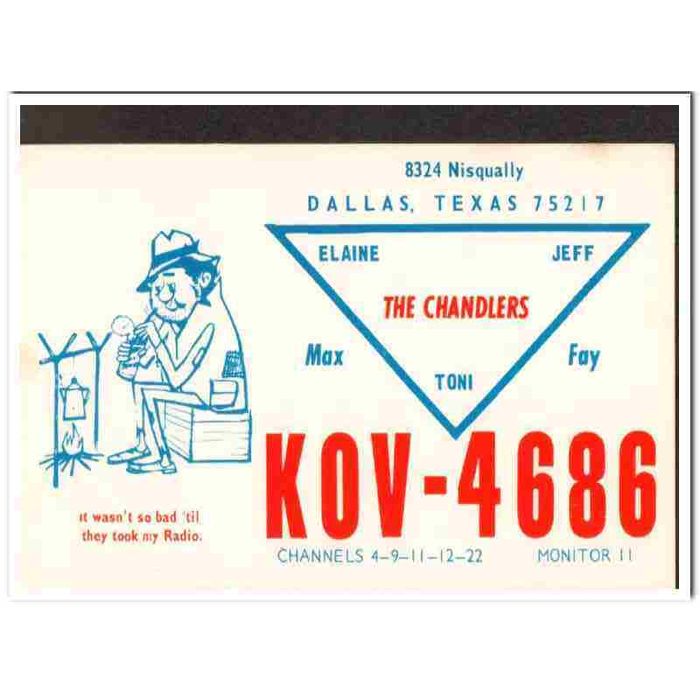 8324 Nisqually
DALLAS, TEXAS 75217
ELAINE JEFF
THE CHANDLERS
Max Fay
TONI
KOV-4686
CHANNELS 4-9-11-12-22 MONITOR 11
it wasn't so bad 'til
they took my Radio.